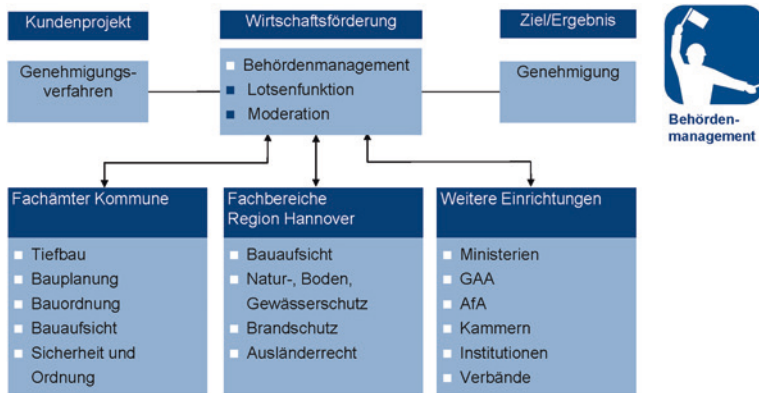 Kundenprojekt
Wirtschaftsförderung
Ziel/Ergebnis
Genehmigungs-
verfahren
Behördenmanagement
Lotsenfunktion
Moderation
Genehmigung
Behörden-
management
Fachämter Kommune
Tiefbau
Bauplanung
Bauordnung
Bauaufsicht
Sicherheit und
Ordnung
Fachbereiche
Region Hannover
Bauaufsicht
Natur-, Boden,
Gewässerschutz
Brandschutz
Ausländerrecht
Weitere Einrichtungen
Ministerien
GAA
AfA
Kammern
Institutionen
Verbände